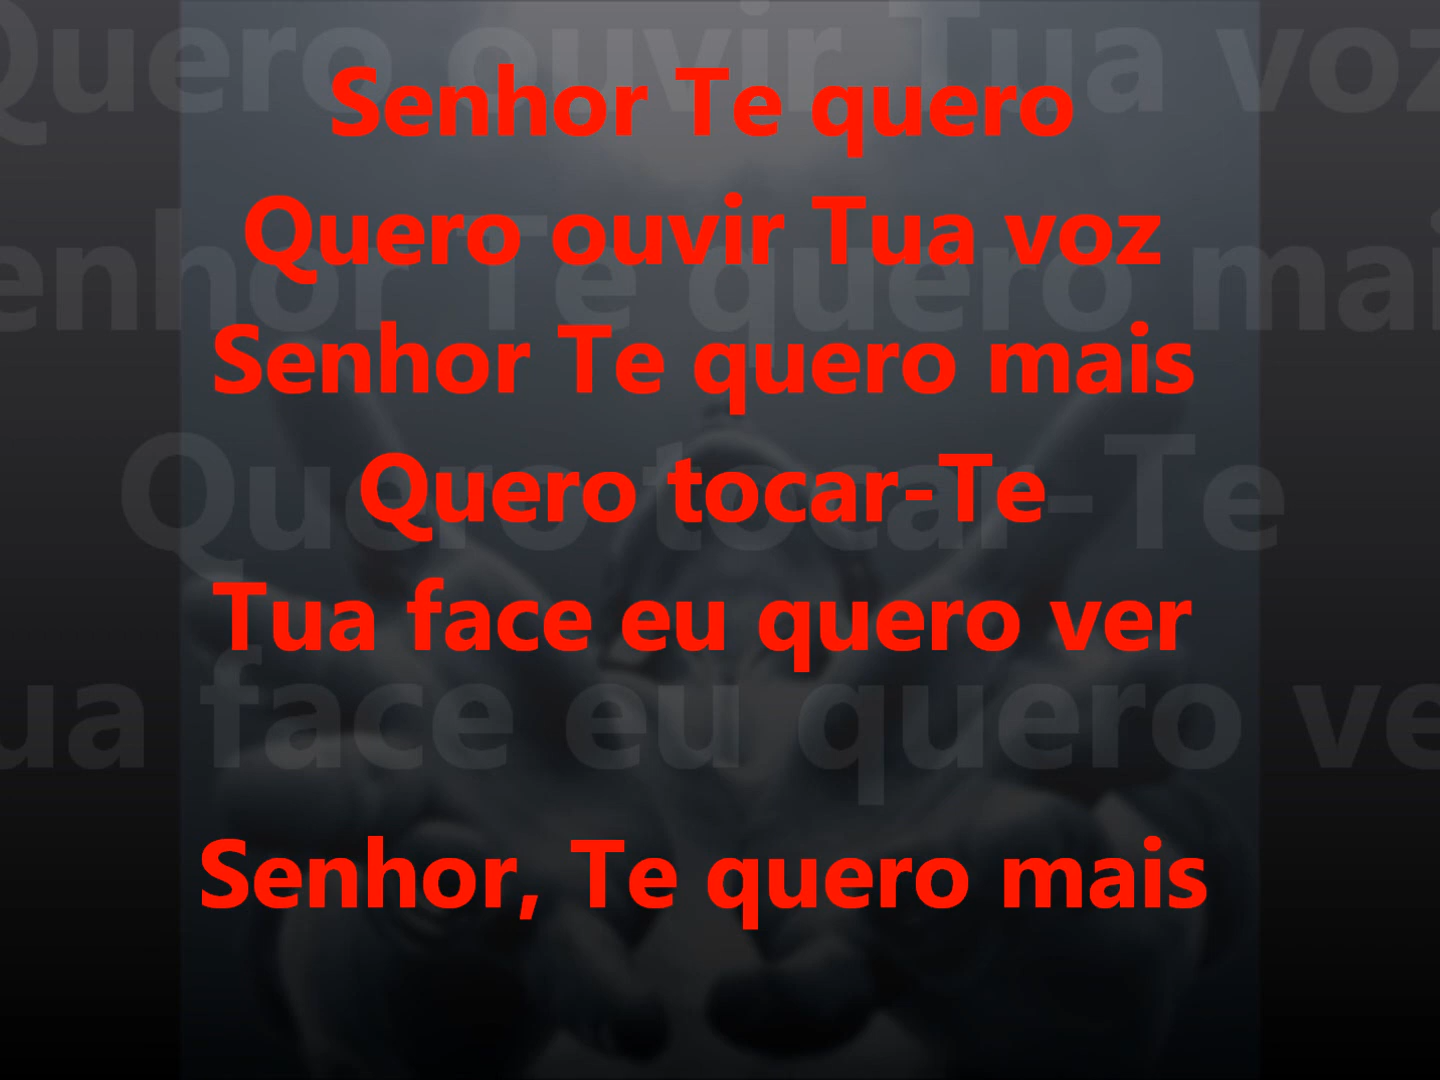 Senhor Te quero
Quero ouvir Tua voz
Senhor Te quero mais
Quero tocar-Te
Tua face eu quero ver
Senhor, Te quero mais